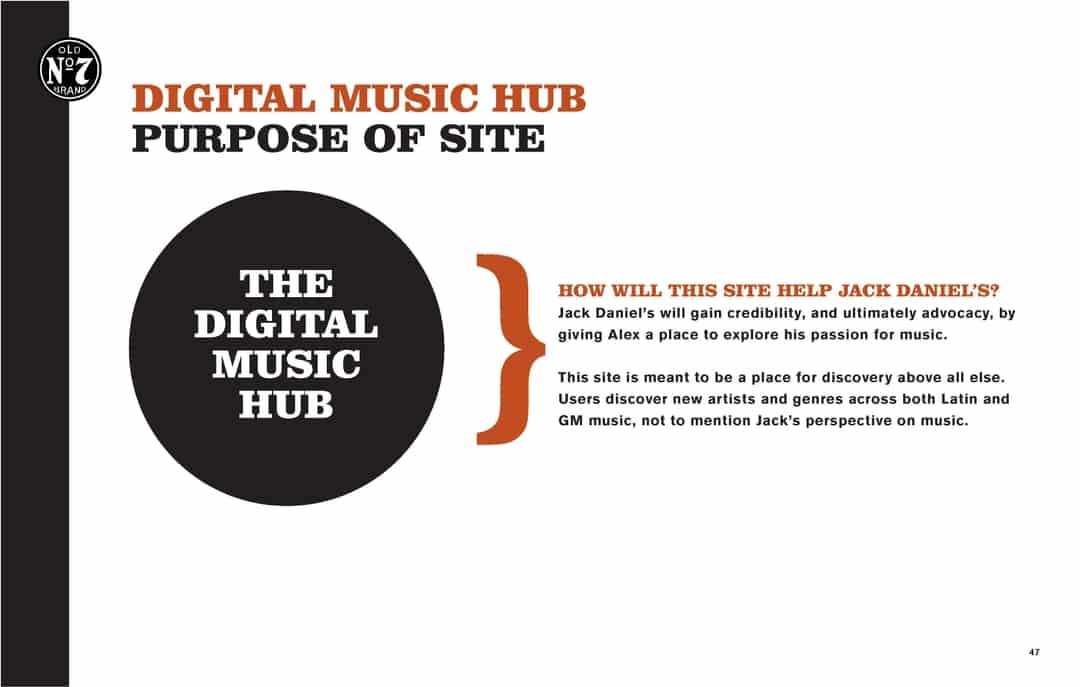 OLD
Nº7
BRAND
DIGITAL MUSIC HUB
PURPOSE OF SITE
THE
DIGITAL
MUSIC
HUB
}
HOW WILL THIS SITE HELP JACK DANIEL'S?
Jack Daniel's will gain credibility, and ultimately advocacy, by
giving Alex a place to explore his passion for music.
This site is meant to be a place for discovery above all else.
Users discover new artists and genres across both Latin and
GM music, not to mention Jack's perspective on music.
47